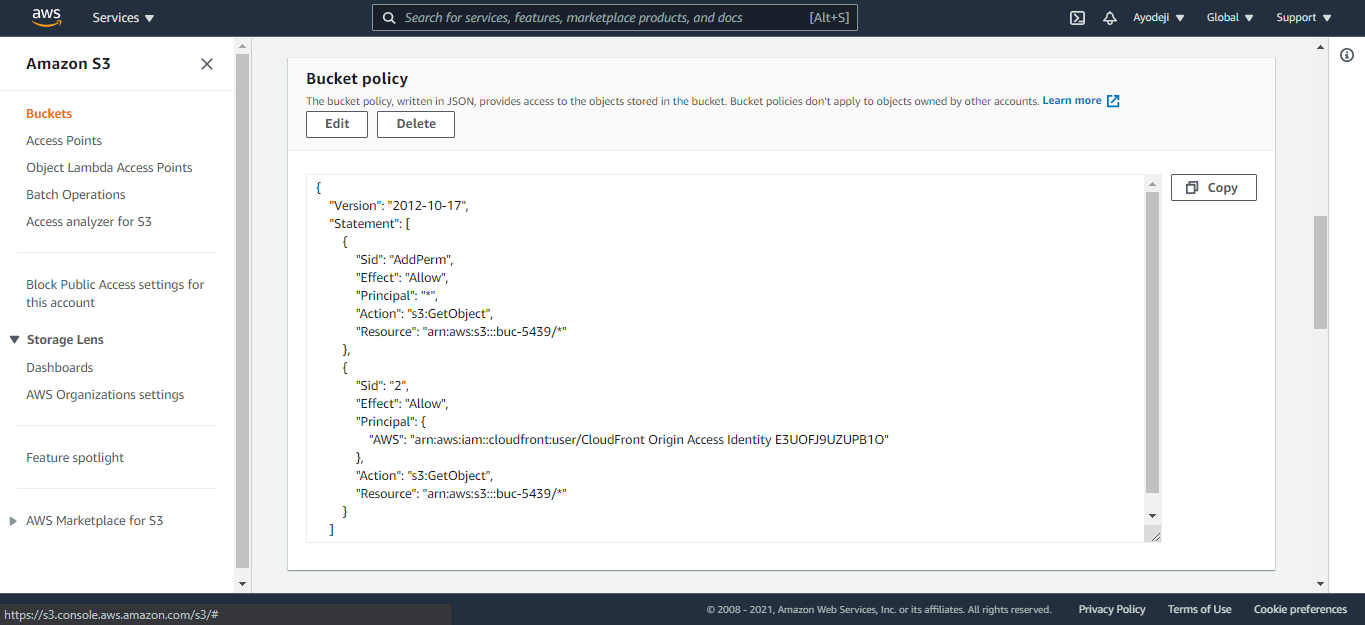 aws
Services
Search for services, features, marketplace products, and docs
[Alt+S]
Ayodeji
Global
Support
Amazon S3
Buckets
Access Points
Object Lambda Access Points
Batch Operations
Access analyzer for S3
Block Public Access settings for
this account
Storage Lens
Dashboards
AWS Organizations settings
Feature spotlight
AWS Marketplace for S3
Bucket policy
The bucket policy, written in JSON, provides access to the objects stored in the bucket. Bucket policies don't apply to objects owned by other accounts. Learn more
Edit
Delete
Copy
{
"Version": "2012-10-17",
"Statement": [
{
"Sid": "AddPerm",
"Effect": "Allow",
"Principal": "*",
"Action": "s3:GetObject",
"Resource": "arn:aws:s3:::buc-5439/*"
},
{
"Sid": "2",
"Effect": "Allow",
"Principal": {
"AWS": "arn:aws:iam::cloudfront:user/CloudFront Origin Access Identity E3UOFJ9UZUPB1O"
},
"Action": "s3:GetObject",
"Resource": "arn:aws:s3:::buc-5439/*"
}
]
https://s3.console.aws.amazon.com/s3/#
© 2008 - 2021, Amazon Web Services, Inc. or its affiliates. All rights reserved.
Privacy Policy
Terms of Use
Cookie preferences